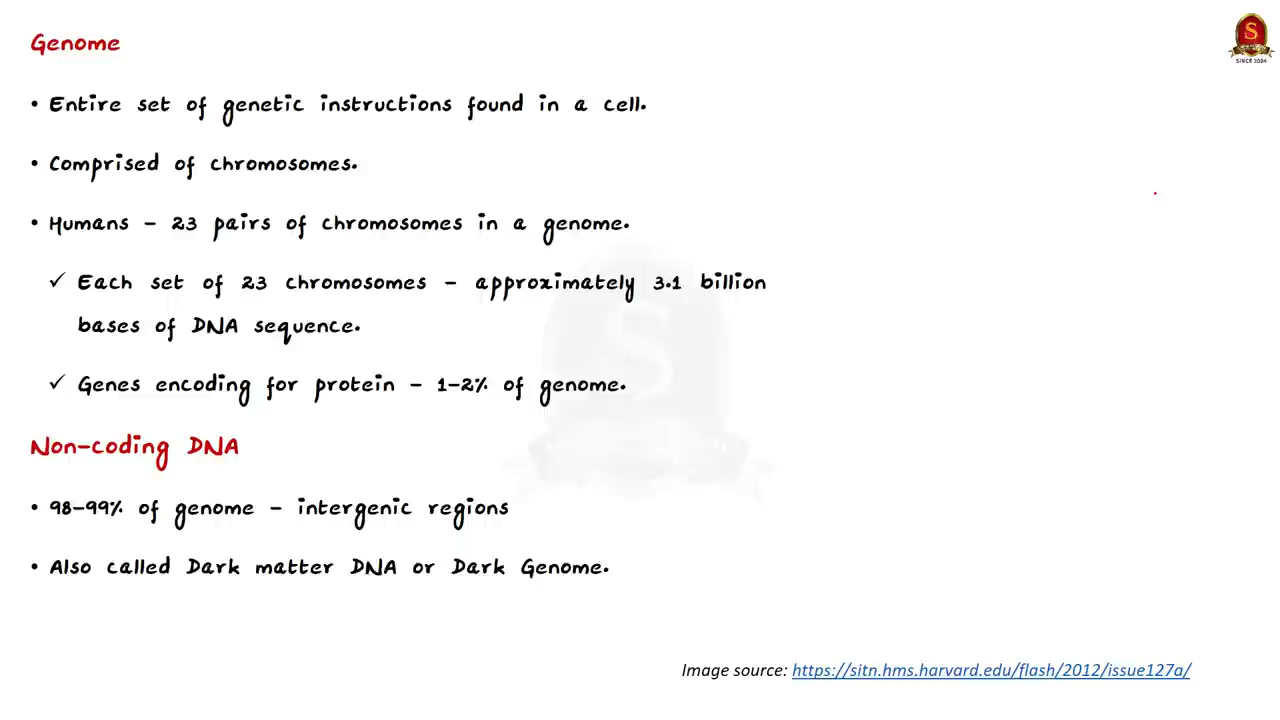 Genome
• Entire set of genetic instructions found in a cell.
• Comprised of chromosomes.
• Humans – 23 pairs of chromosomes in a genome.
✓ Each set of 23 chromosomes – approximately 3.1 billion
bases of DNA sequence.
✓ Genes encoding for protein – 1-2% of genome.
Non-coding DNA
• 98-99% of genome – intergenic regions
• Also called Dark matter DNA or Dark Genome.
Image source: https://sitn.hms.harvard.edu/flash/2012/issue127a/
S
SINCE 2004
S